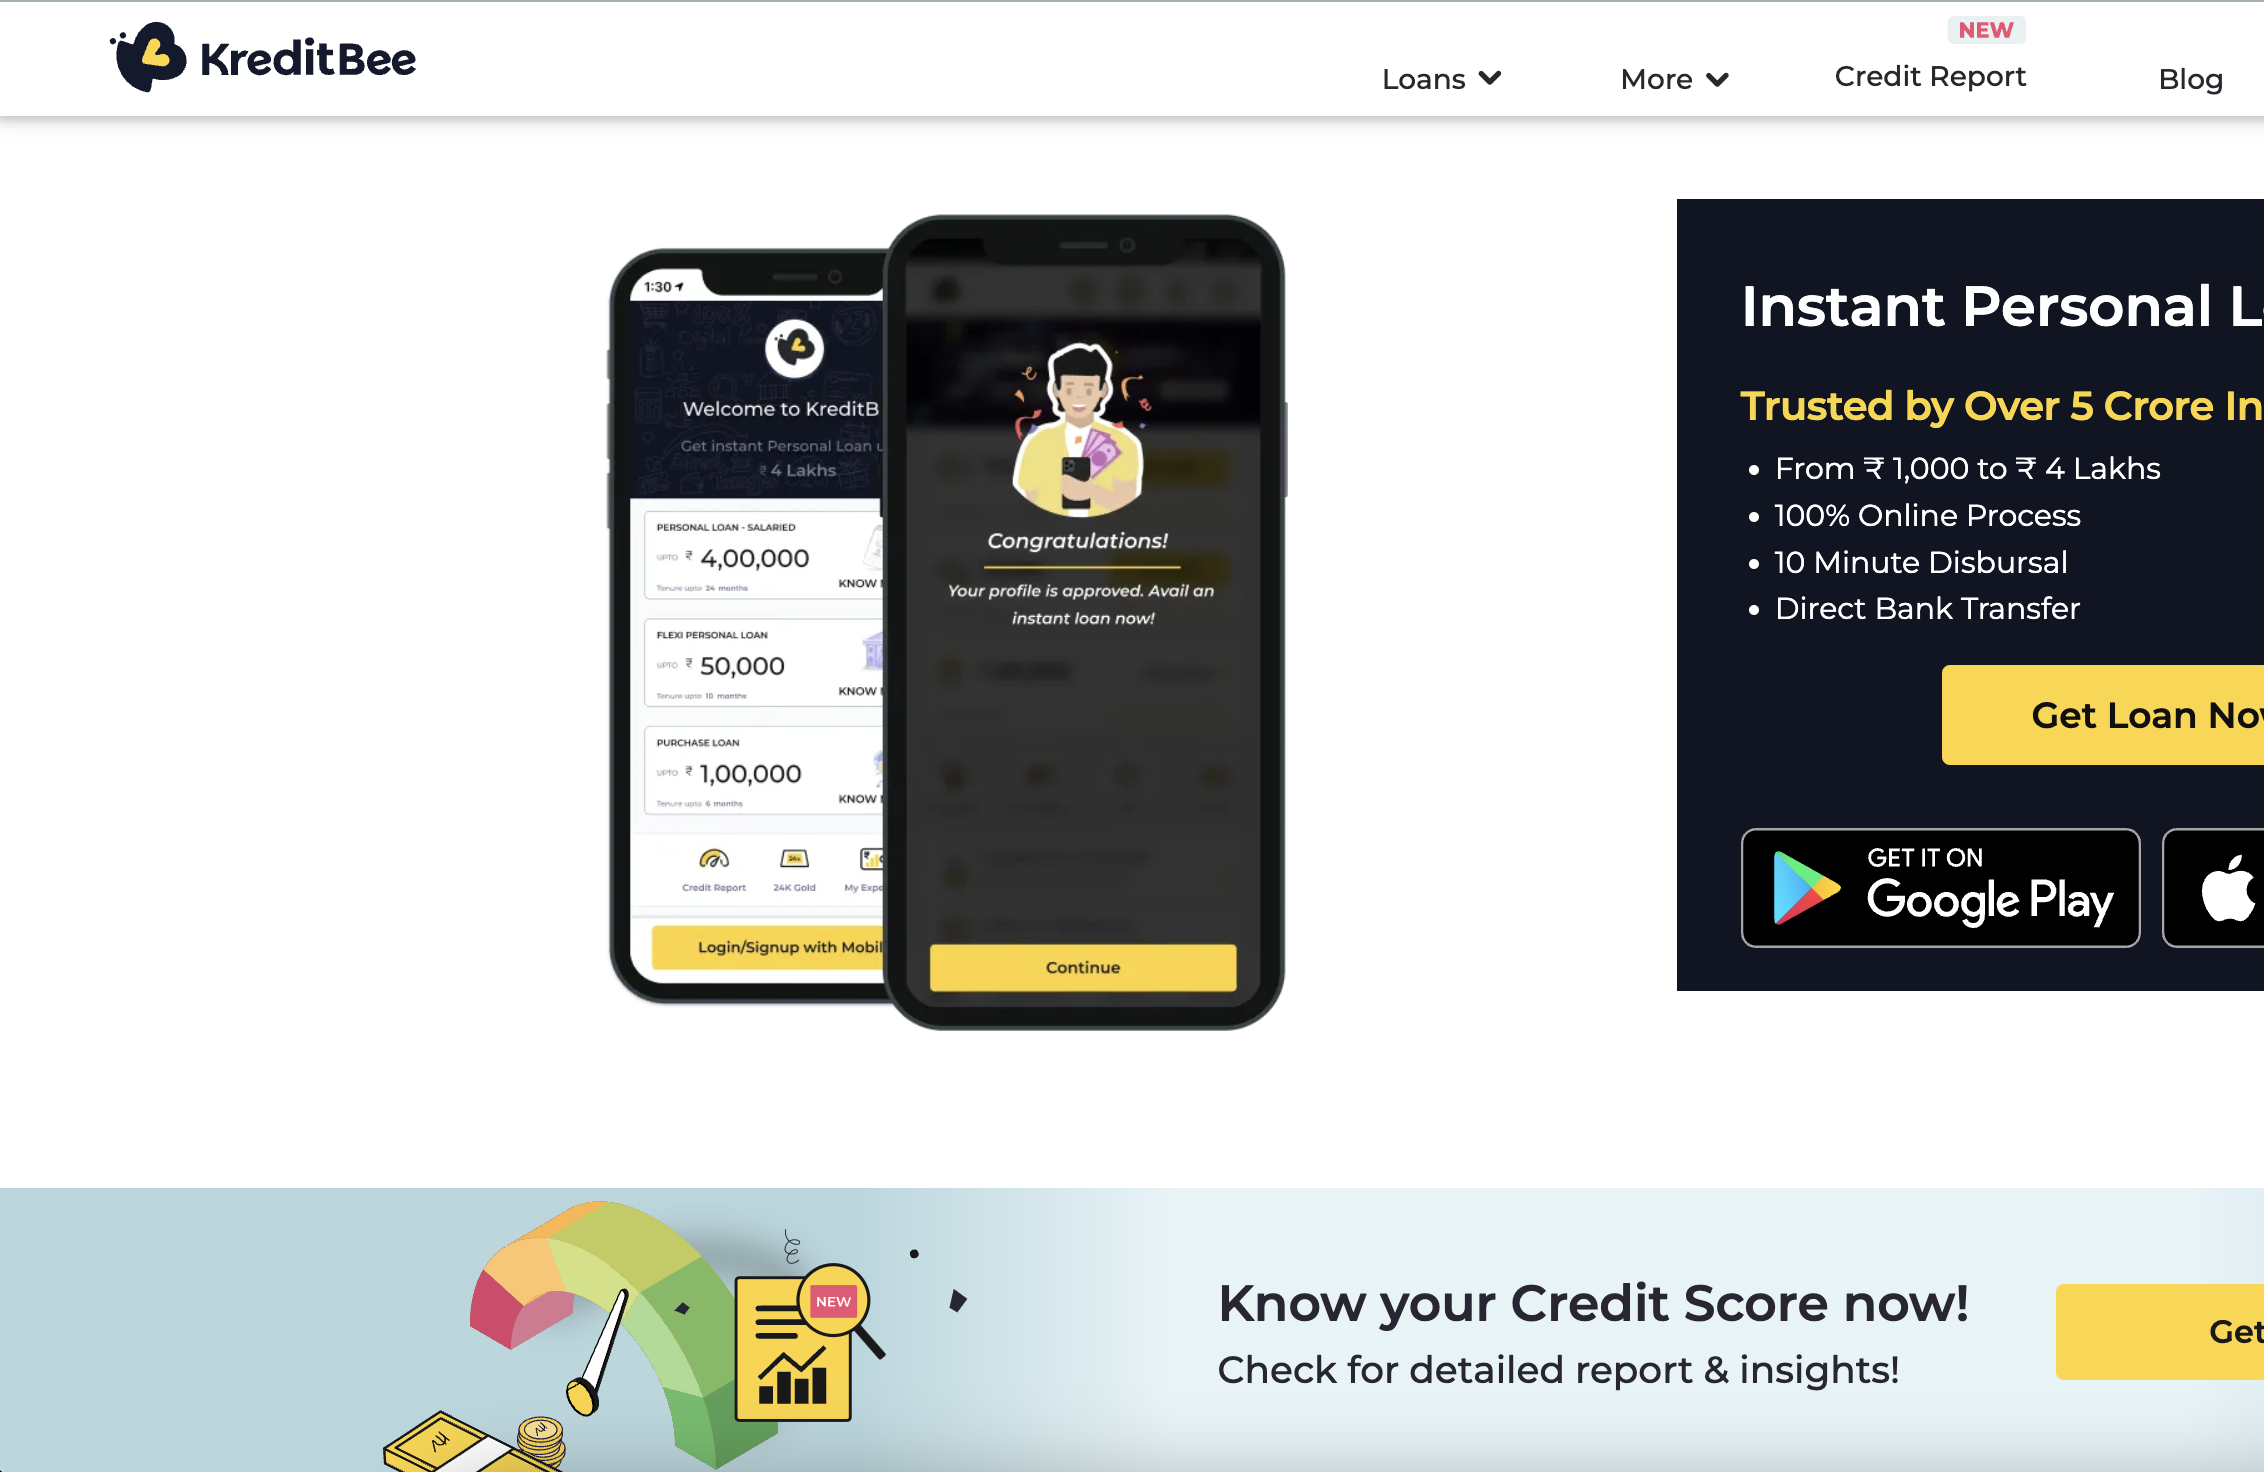 KreditBee
Loans
More
NEW
Credit Report
Blog
1:30
Welcome to KreditB
Get instant Personal Loan u
₹ 4 Lakhs
PERSONAL LOAN - SALARIED
UPTO ₹ 4,00,000
Tenure upto 24 months
KNOW
FLEXI PERSONAL LOAN
UPTO ₹ 50,000
Tenure upto 10 months
KNOW
PURCHASE LOAN
UPTO ₹ 1,00,000
Tenure upto 6 months
KNOW
Credit Report
24K Gold
My Expe
Login/Signup with Mobil
Congratulations!
Your profile is approved. Avail an
instant loan now!
Continue
Instant Personal L
Trusted by Over 5 Crore In
• From ₹ 1,000 to ₹ 4 Lakhs
• 100% Online Process
• 10 Minute Disbursal
• Direct Bank Transfer
Get Loan Now
GET IT ON
Google Play
NEW
Know your Credit Score now!
Check for detailed report & insights!
Get